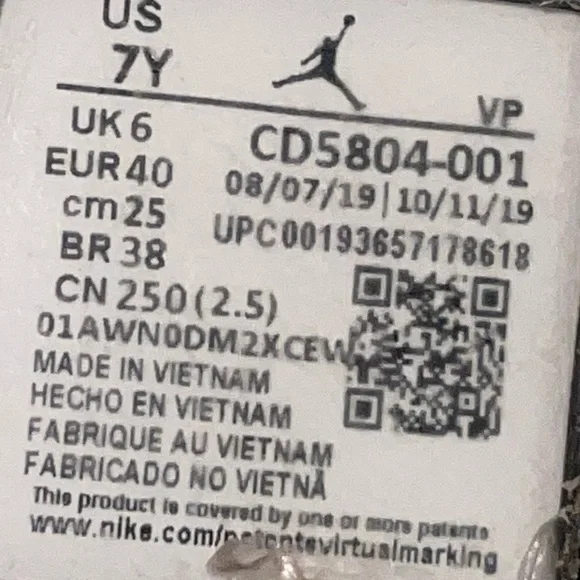 US
7Y
VP
UK 6
CD5804-001
EUR 40
08/07/19|10/11/19
cm 25
UPC00193657178618
BR 38
CN 250 (2.5)
01AWN0DM2XCEW
MADE IN VIETNAM
HECHO EN VIETNAM
FABRIQUE AU VIETNAM
FABRICADO NO VIETNÃ
This product is covered by one or more patents
www.nike.com/patentsvirtualmarking